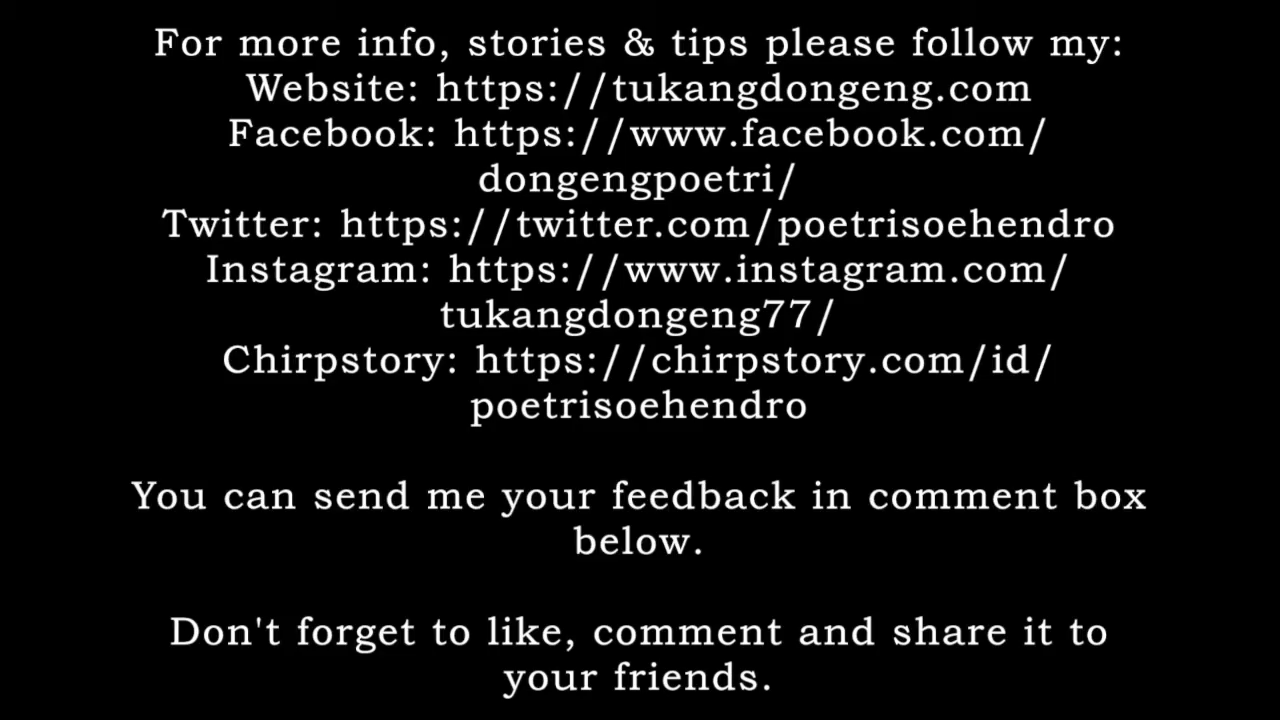 For more info, stories & tips please follow my:
Website: https://tukangdongeng.com
Facebook: https://www.facebook.com/
dongengpoetri/
Twitter: https://twitter.com/poetrisoehendro
Instagram: https://www.instagram.com/
tukangdongeng77/
Chirpstory: https://chirpstory.com/id/
poetrisoehendro
You can send me your feedback in comment box
below.
Don't forget to like, comment and share it to
your friends.